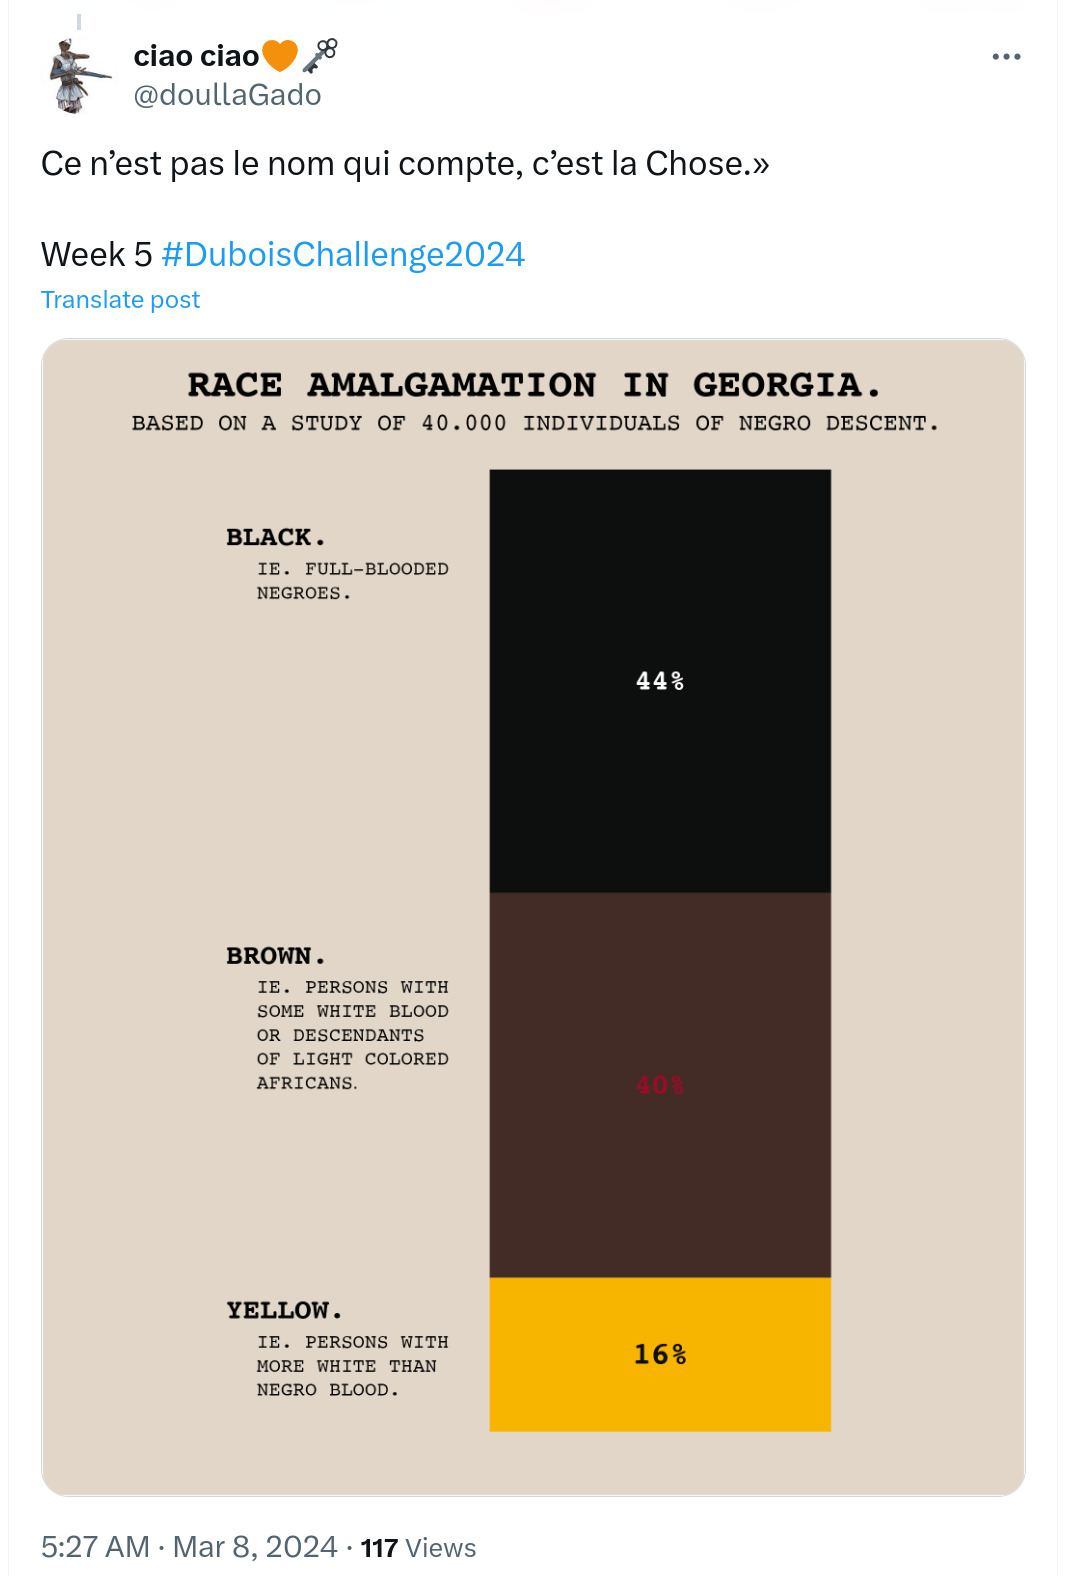 ciao ciao🧡🗝
@doullaGado
Ce n’est pas le nom qui compte, c’est la Chose.»
Week 5 #DuboisChallenge2024
Translate post
RACE AMALGAMATION IN GEORGIA.
BASED ON A STUDY OF 40.000 INDIVIDUALS OF NEGRO DESCENT.
BLACK.
IE. FULL-BLOODED
NEGROES.
44%
BROWN.
IE. PERSONS WITH
SOME WHITE BLOOD
OR DESCENDANTS
OF LIGHT COLORED
AFRICANS.
40%
YELLOW.
IE. PERSONS WITH
MORE WHITE THAN
NEGRO BLOOD.
16%
5:27 AM · Mar 8, 2024 · 117 Views